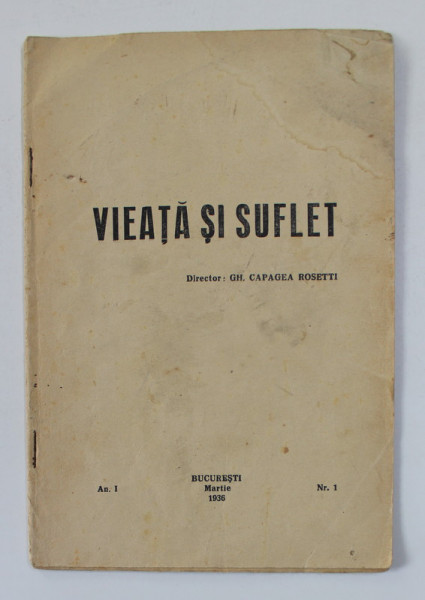 VIEAȚĂ ȘI SUFLET
Director: GH. CAPAGEA ROSETTI
BUCUREȘTI
An. I Martie Nr. 1
1936